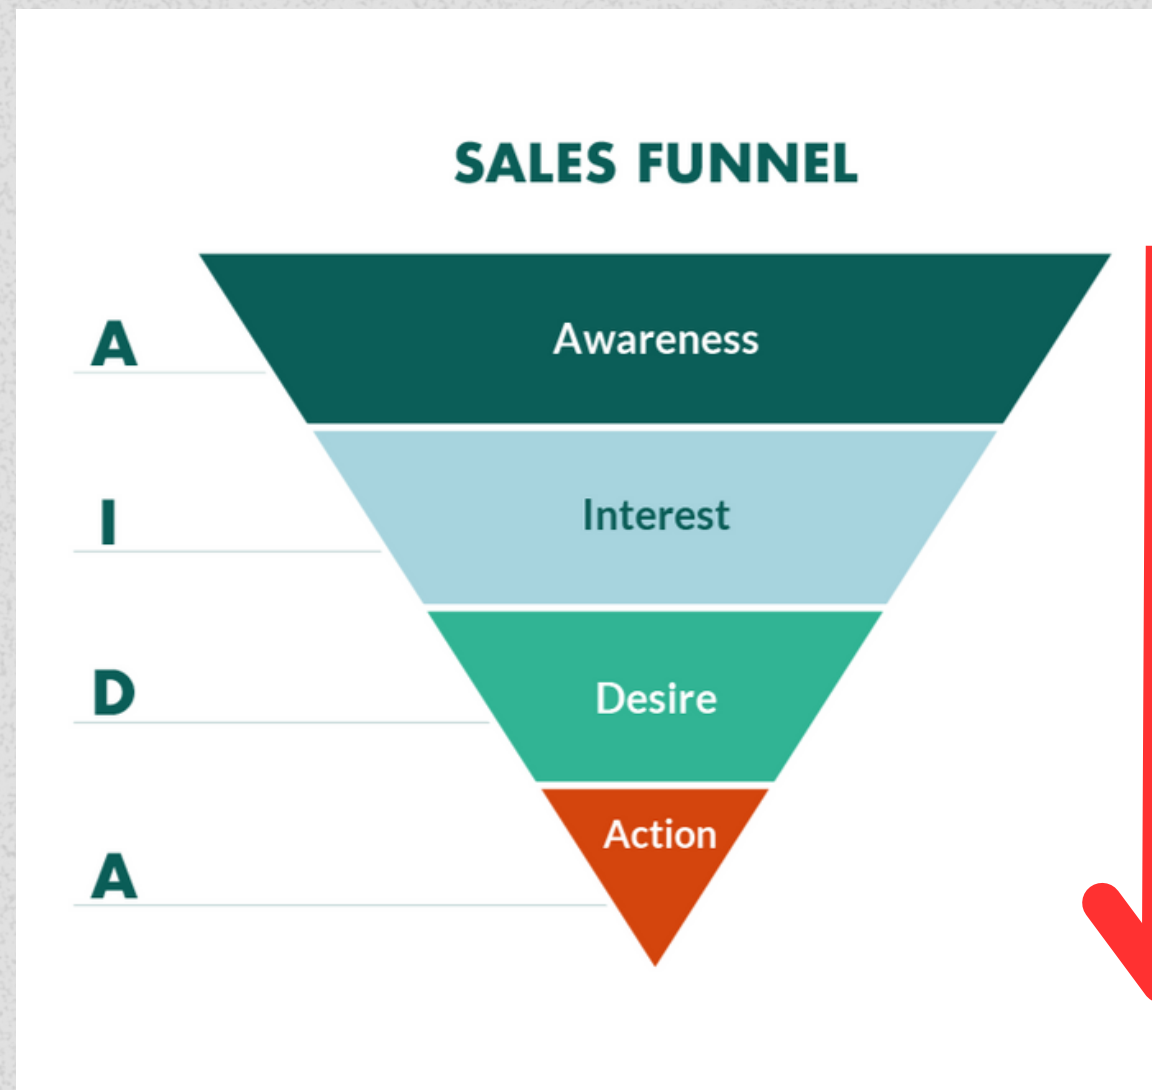 SALES FUNNEL
A
Awareness
I
Interest
D
Desire
A
Action